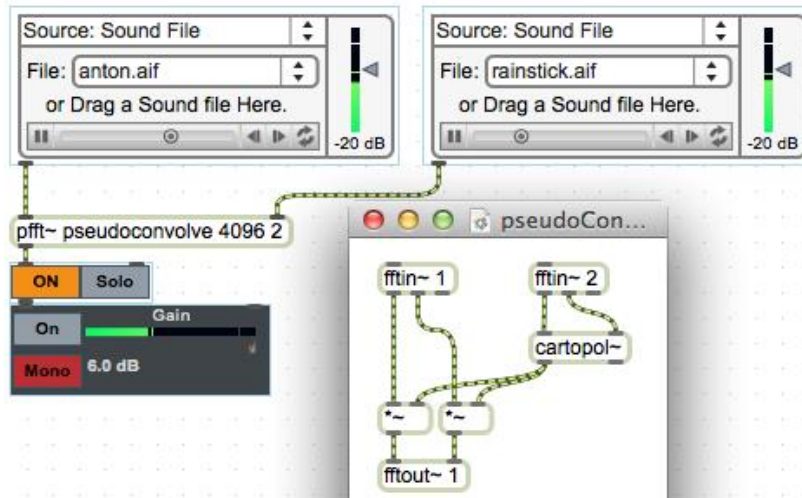 Source: Sound File
File: anton.aif
or Drag a Sound file Here.
-20 dB
Source: Sound File
File: rainstick.aif
or Drag a Sound file Here.
-20 dB
pfft~ pseudoconvolve 4096 2
ON Solo
On Gain
Mono 6.0 dB
pseudoCon...
fftin~ 1 fftin~ 2
cartopol~
*~ *~
fftout~ 1